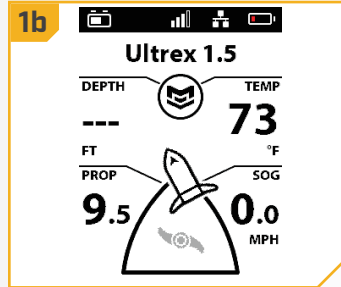 1b
Ultrex 1.5
DEPTH TEMP
--- 73
FT °F
PROP SOG
9.5 0.0
MPH